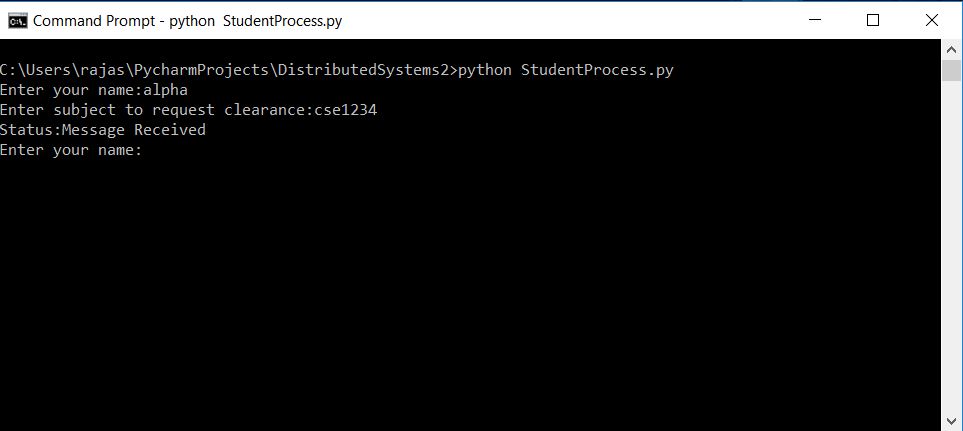 Command Prompt - python  StudentProcess.py
C:\Users\rajas\PycharmProjects\DistributedSystems2>python StudentProcess.py
Enter your name:alpha
Enter subject to request clearance:cse1234
Status:Message Received
Enter your name: